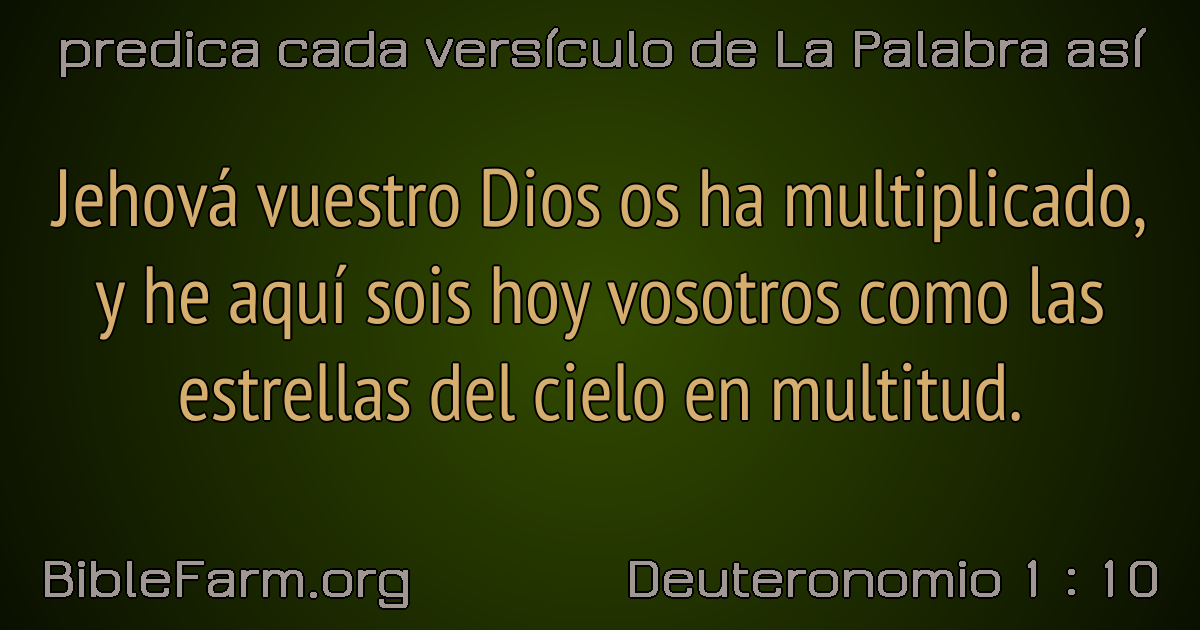 predica cada versículo de La Palabra así
Jehová vuestro Dios os ha multiplicado,
y he aquí sois hoy vosotros como las
estrellas del cielo en multitud.
BibleFarm.org
Deuteronomio 1 : 10